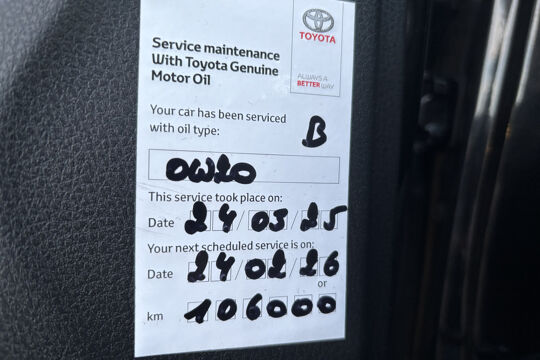 TOYOTA
ALWAYS A
BETTER WAY
Service maintenance
With Toyota Genuine
Motor Oil
Your car has been serviced
with oil type:
B
0W20
This service took place on:
Date 24/03/25
Your next scheduled service is on:
Date 24/02/26
or
km 106000